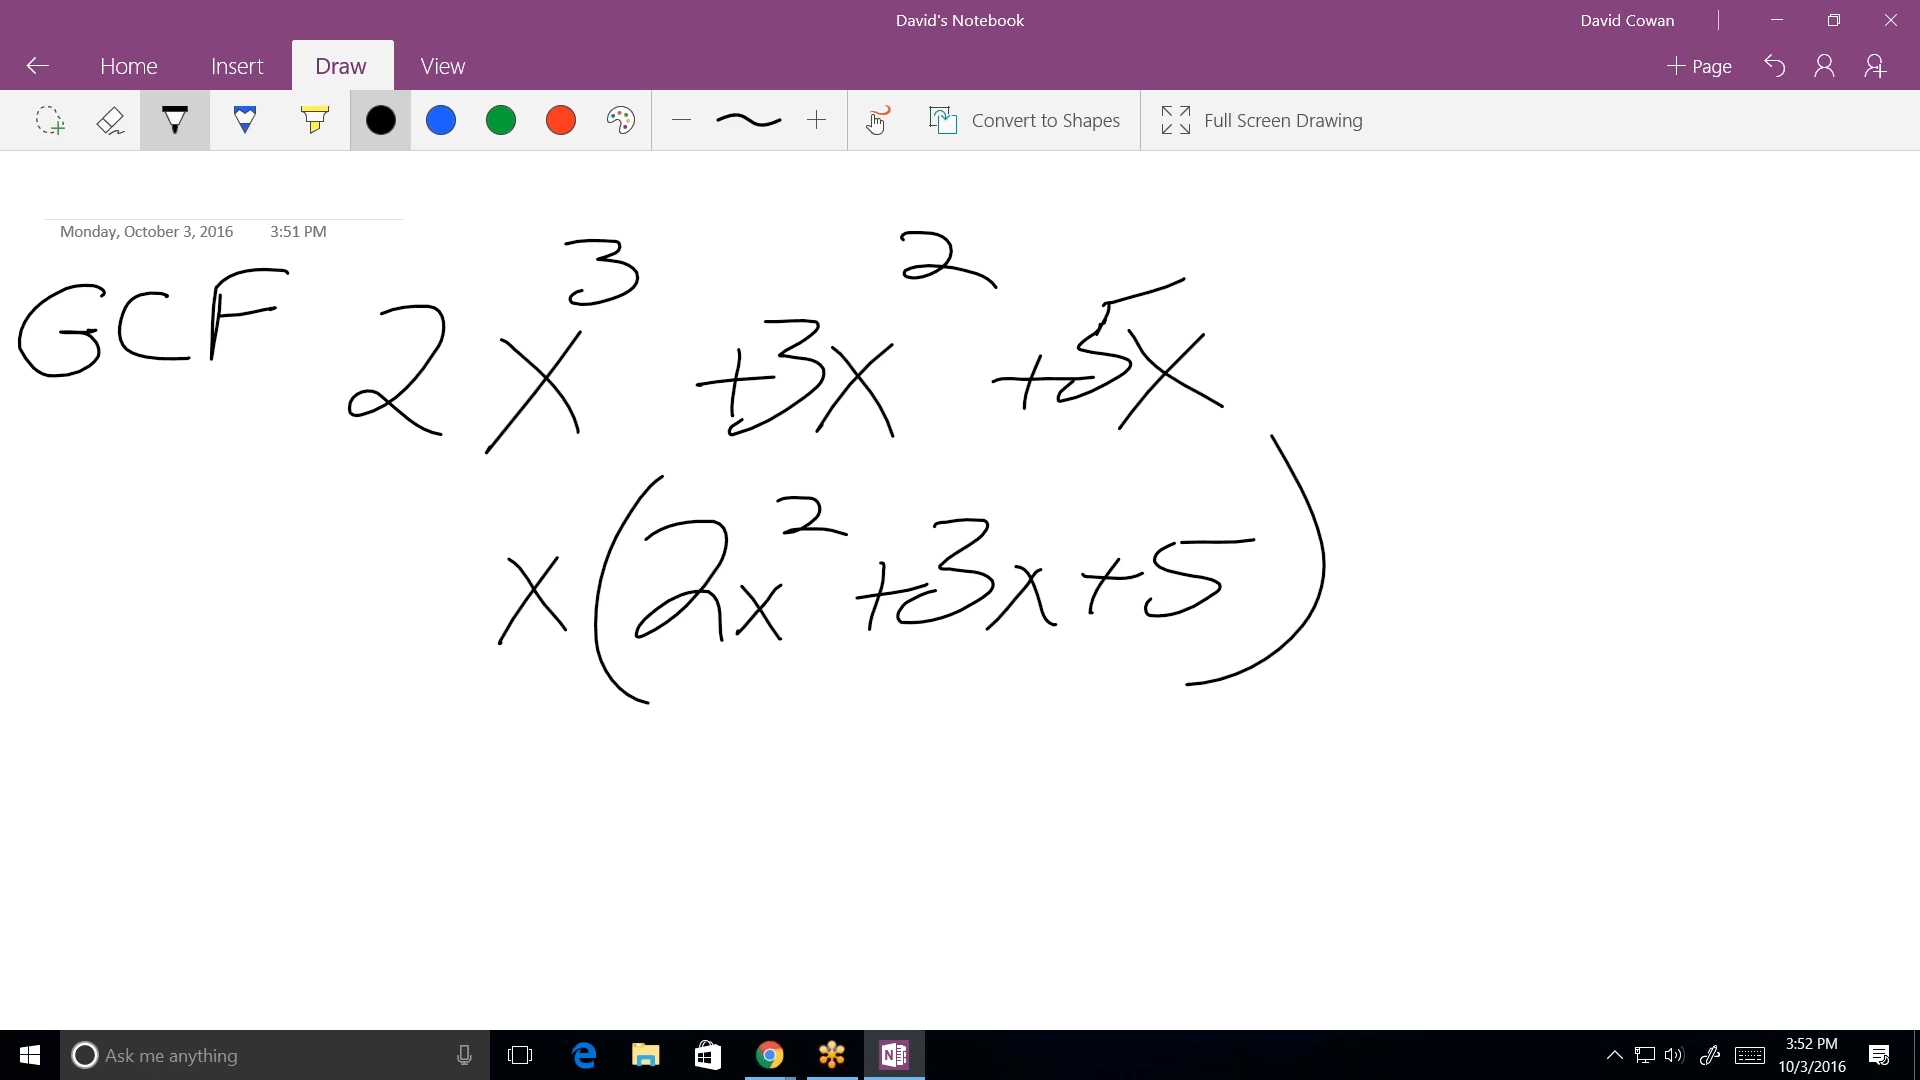 David's Notebook
David Cowan
Home Insert Draw View
+ Page
Convert to Shapes Full Screen Drawing
Monday, October 3, 2016 3:51 PM
GCF 2x³ +3x² +5x
x(2x²+3x+5)
Ask me anything
N
3:52 PM
10/3/2016